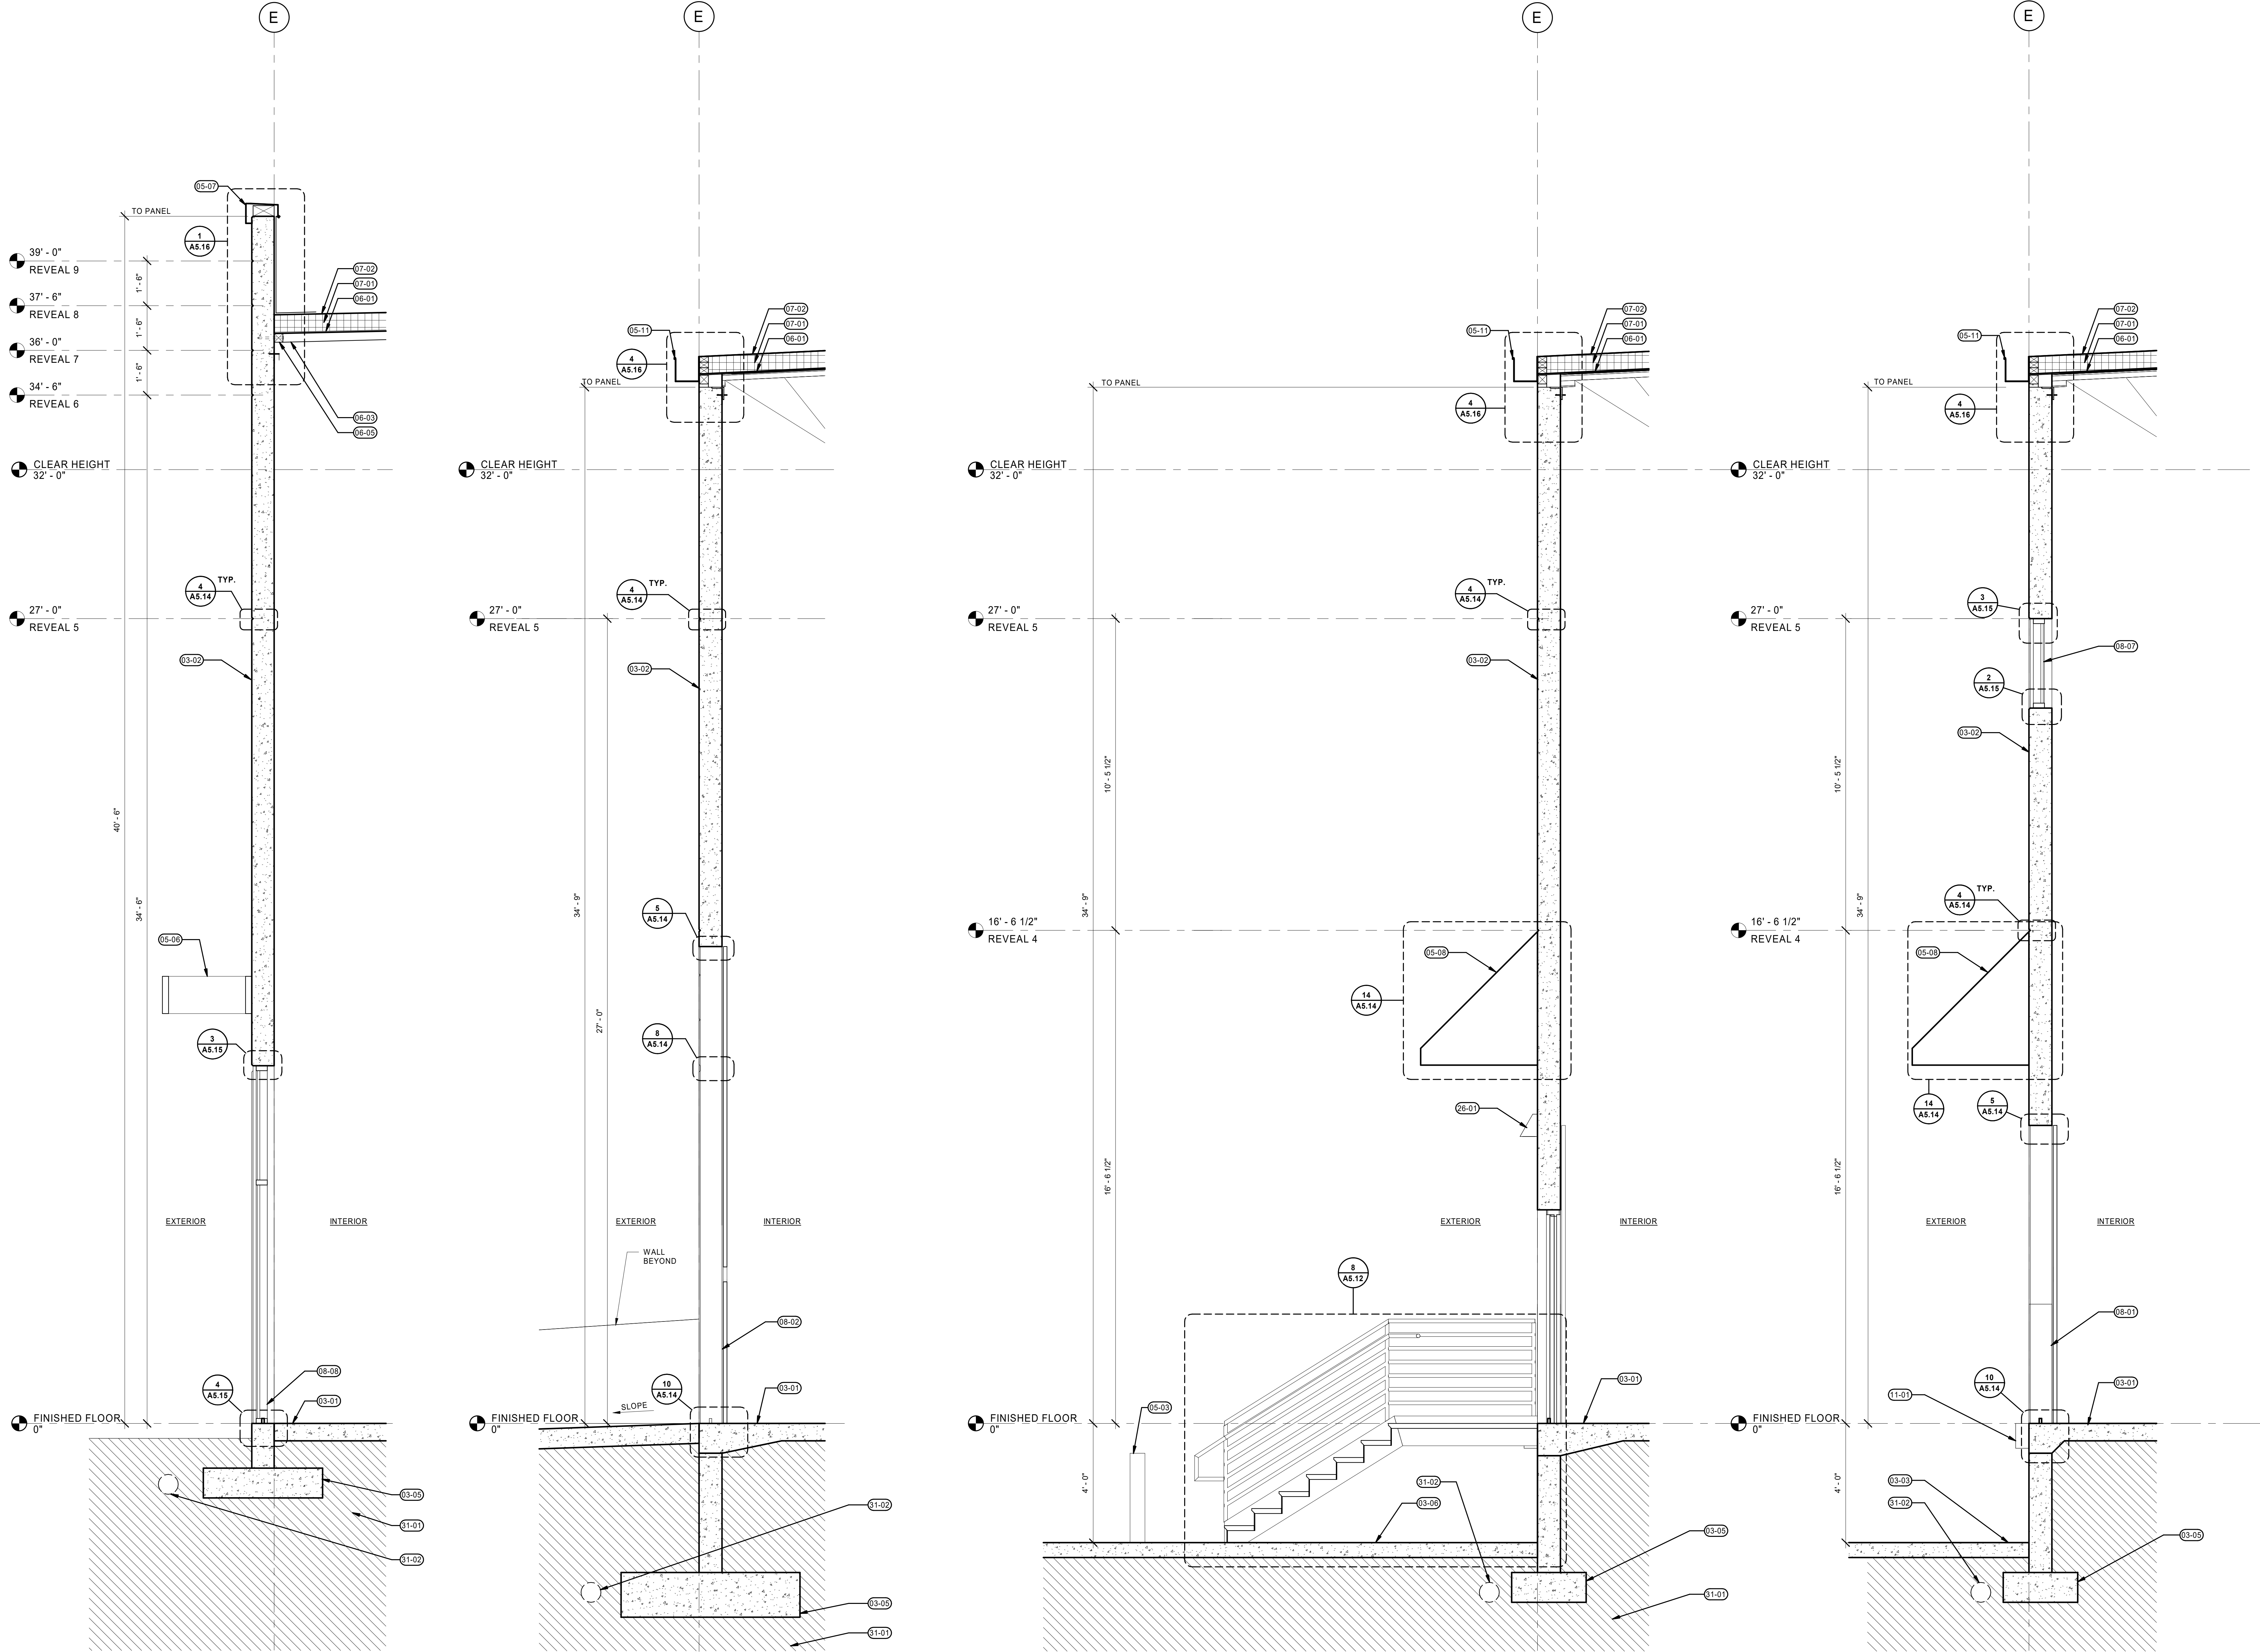 E
05-07
TO PANEL
1
A5.16
39' - 0"
REVEAL 9
1' - 6"
37' - 6"
REVEAL 8
1' - 6"
36' - 0"
REVEAL 7
1' - 6"
34' - 6"
REVEAL 6
07-02
07-01
06-01
06-03
06-05
CLEAR HEIGHT
32' - 0"
4
A5.14
TYP.
27' - 0"
REVEAL 5
03-02
40' - 6"
34' - 6"
05-06
3
A5.15
EXTERIOR
INTERIOR
08-08
4
A5.15
03-01
FINISHED FLOOR
0"
03-05
31-01
31-02
E
05-11
07-02
07-01
06-01
4
A5.16
TO PANEL
CLEAR HEIGHT
32' - 0"
4
A5.14
TYP.
27' - 0"
REVEAL 5
03-02
34' - 9"
5
A5.14
27' - 0"
8
A5.14
EXTERIOR
INTERIOR
WALL
BEYOND
08-02
10
A5.14
03-01
SLOPE
FINISHED FLOOR
0"
31-02
03-05
31-01
E
05-11
07-02
07-01
06-01
TO PANEL
4
A5.16
CLEAR HEIGHT
32' - 0"
4
A5.14
TYP.
27' - 0"
REVEAL 5
03-02
10' - 5 1/2"
34' - 9"
16' - 6 1/2"
REVEAL 4
05-08
14
A5.14
26-01
16' - 6 1/2"
EXTERIOR
INTERIOR
8
A5.12
03-01
05-03
FINISHED FLOOR
0"
4' - 0"
31-02
03-06
03-05
31-01
E
05-11
07-02
07-01
06-01
TO PANEL
4
A5.16
CLEAR HEIGHT
32' - 0"
3
A5.15
27' - 0"
REVEAL 5
08-07
2
A5.15
03-02
10' - 5 1/2"
34' - 9"
4
A5.14
TYP.
16' - 6 1/2"
REVEAL 4
05-08
14
A5.14
5
A5.14
16' - 6 1/2"
EXTERIOR
INTERIOR
08-01
10
A5.14
11-01
03-01
FINISHED FLOOR
0"
4' - 0"
03-03
31-02
03-05